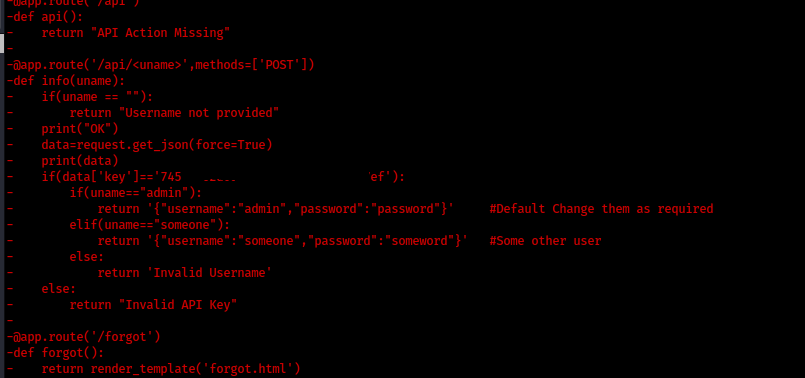 -@app.route('/api')
-def api():
-    return "API Action Missing"
-
-@app.route('/api/<uname>',methods=['POST'])
-def info(uname):
-    if(uname == ""):
-        return "Username not provided"
-    print("OK")
-    data=request.get_json(force=True)
-    print(data)
-    if(data['key']=='745 ef'):
-        if(uname=="admin"):
-            return '{"username":"admin","password":"password"}'     #Default Change them as required
-        elif(uname=="someone"):
-            return '{"username":"someone","password":"someword"}'   #Some other user
-        else:
-            return 'Invalid Username'
-    else:
-        return "Invalid API Key"
-
-@app.route('/forgot')
-def forgot():
-    return render_template('forgot.html')